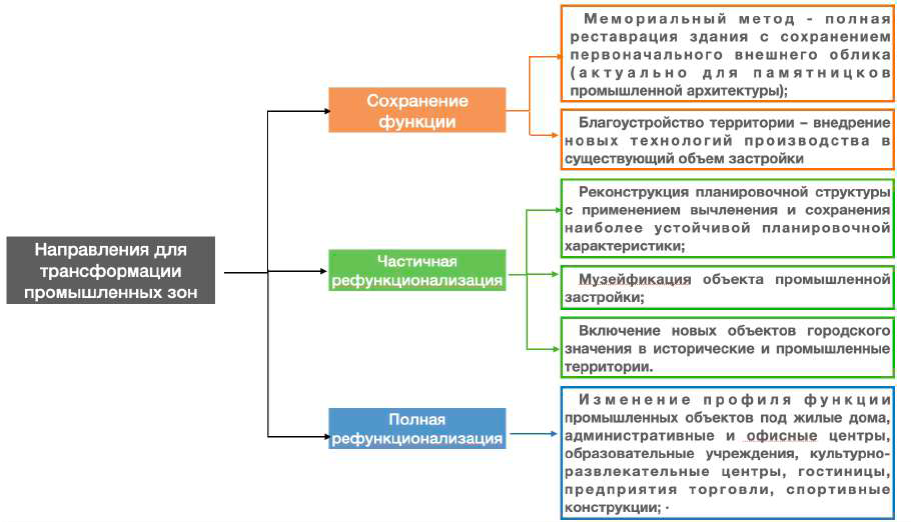 Направления для
трансформации
промышленных зон
Сохранение
функции
Мемориальный метод - полная
реставрация здания с сохранением
первоначального внешнего облика
(актуально для памятницков
промышленной архитектуры);
Благоустройство территории – внедрение
новых технологий производства в
существующий объем застройки
Частичная
рефункционализация
Реконструкция планировочной структуры
с применением вычленения и сохранения
наиболее устойчивой планировочной
характеристики;
Музейфикация объекта промышленной
застройки;
Включение новых объектов городского
значения в исторические и промышленные
территории.
Полная
рефункционализация
Изменение профиля функции
промышленных объектов под жилые дома,
административные и офисные центры,
образовательные учреждения, культурно-
развлекательные центры, гостиницы,
предприятия торговли, спортивные
конструкции; ·